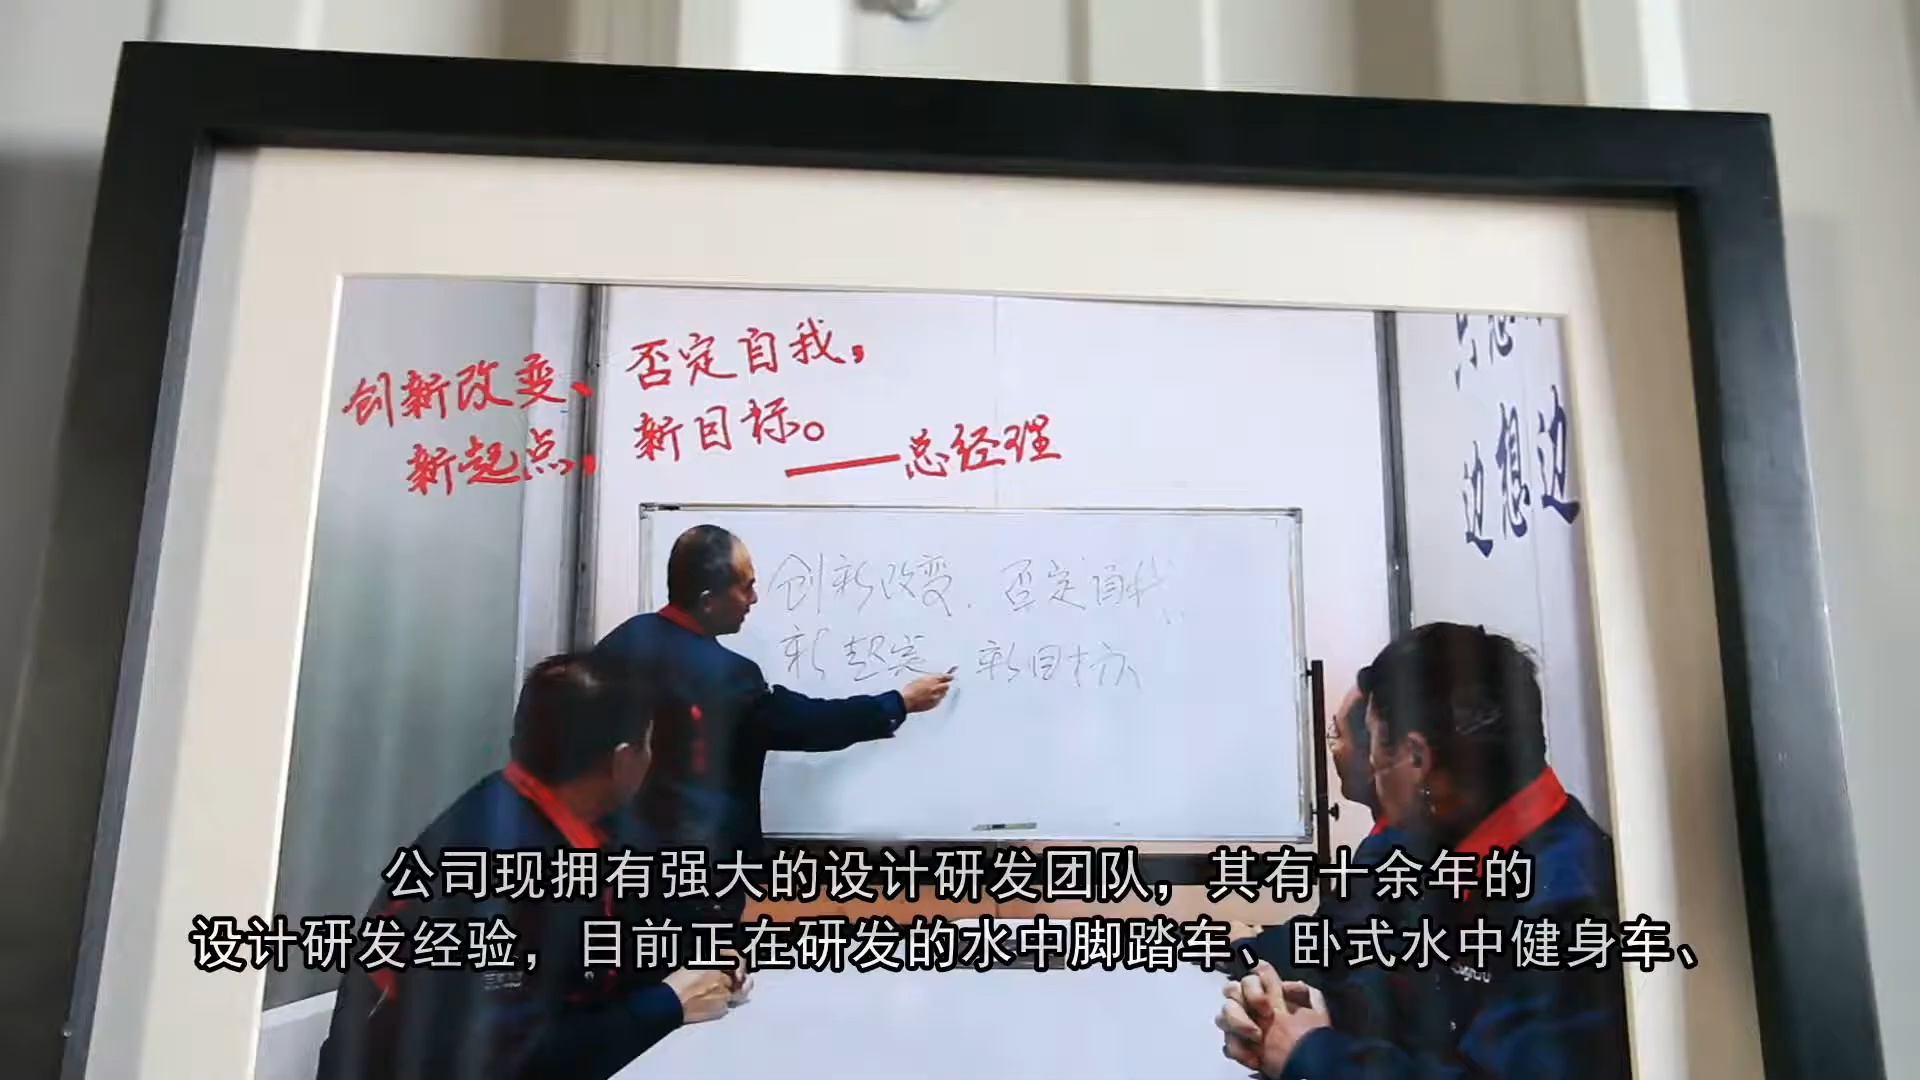 创新改变、否定自我，
新起点，新目标。
——总经理
边想边
创新改变、否定自我
新起点，新目标
公司现拥有强大的设计研发团队，其有十余年的
设计研发经验，目前正在研发的水中脚踏车、卧式水中健身车、